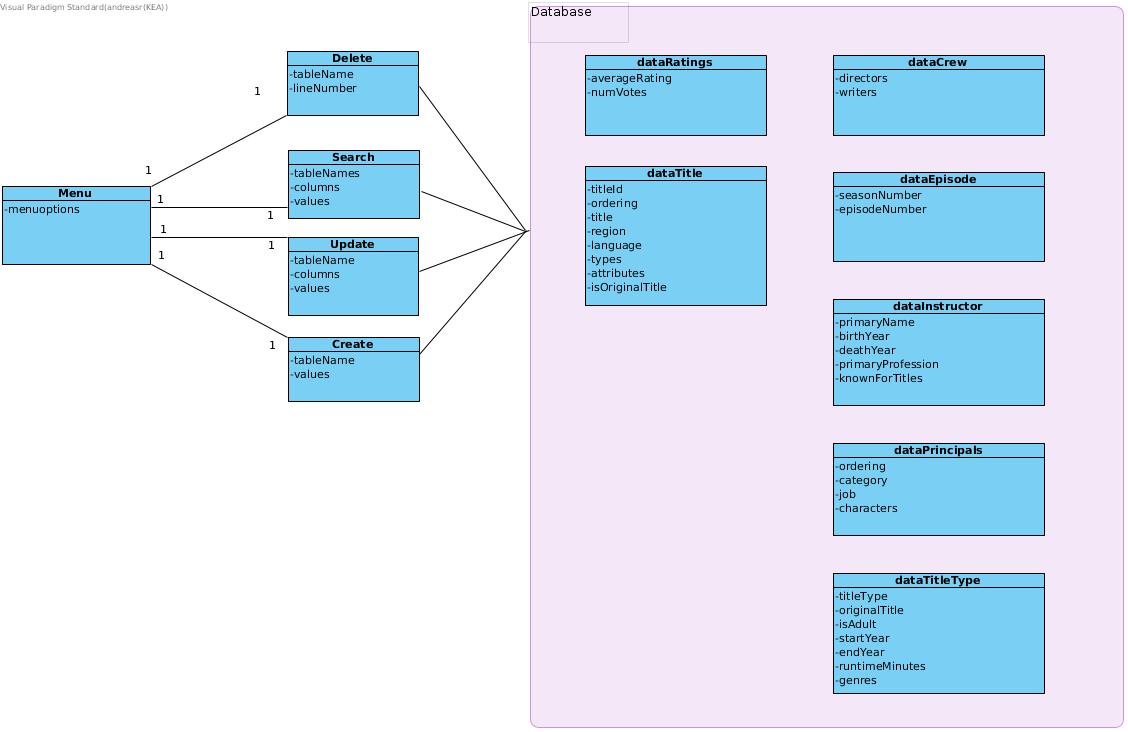 Visual Paradigm Standard(andreasr(KEA))
Database
Delete
-tableName
-lineNumber
1
1
Search
-tableNames
-columns
-values
Menu
-menuoptions
1
1
1
1
Update
-tableName
-columns
-values
1
1
Create
-tableName
-values
dataRatings
-averageRating
-numVotes
dataCrew
-directors
-writers
dataTitle
-titleId
-ordering
-title
-region
-language
-types
-attributes
-isOriginalTitle
dataEpisode
-seasonNumber
-episodeNumber
dataInstructor
-primaryName
-birthYear
-deathYear
-primaryProfession
-knownForTitles
dataPrincipals
-ordering
-category
-job
-characters
dataTitleType
-titleType
-originalTitle
-isAdult
-startYear
-endYear
-runtimeMinutes
-genres